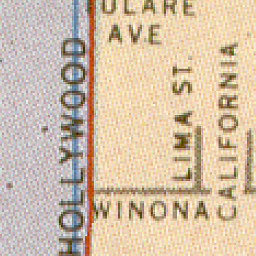 ULARE
AVE
HOLLYWOOD
LIMA ST.
CALIFORNIA
WINONA